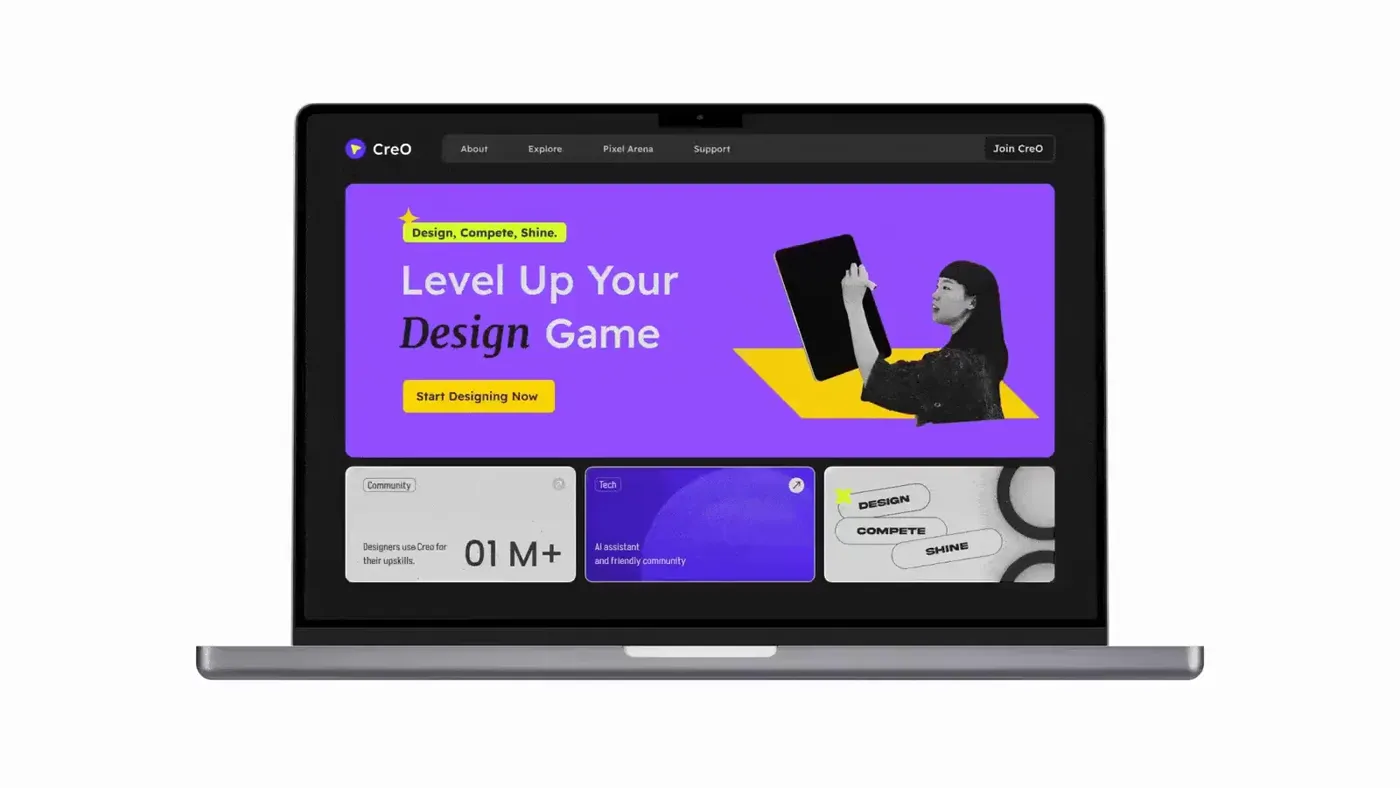 CreO
About
Explore
Pixel Arena
Support
Join CreO
Design, Compete, Shine.
Level Up Your
Design Game
Start Designing Now
Community
Designers use Creo for
their upskills.
01 M+
Tech
AI assistant
and friendly community
DESIGN
COMPETE
SHINE